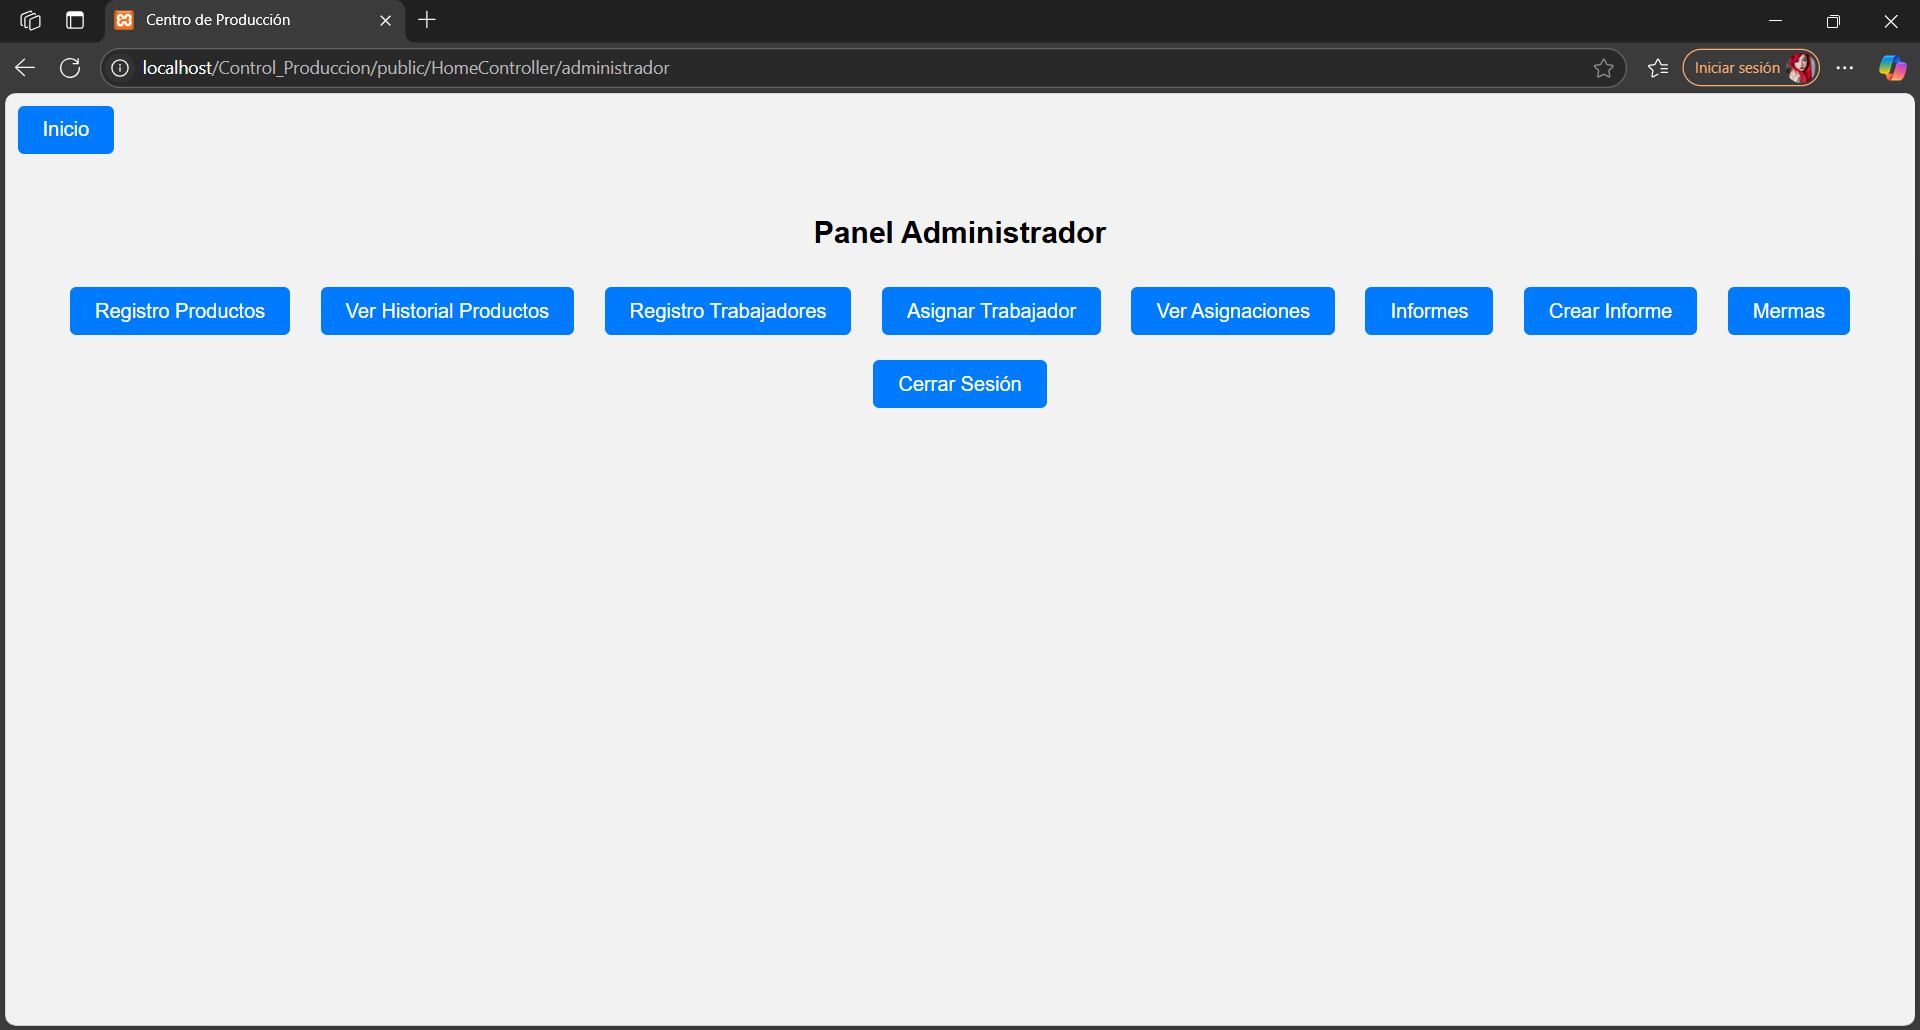 Centro de Producción
localhost/Control_Produccion/public/HomeController/administrador
Iniciar sesión
Inicio
Panel Administrador
Registro Productos Ver Historial Productos Registro Trabajadores Asignar Trabajador Ver Asignaciones Informes Crear Informe Mermas
Cerrar Sesión